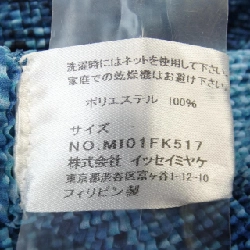 洗濯時にはネットを使用して下さい。
家庭での乾燥機はお避け下さい。
ポリエステル 100%
サイズ
NO.MI01FK517
株式会社 イッセイミヤケ
東京都渋谷区富ヶ谷1-12-10
フィリピン製